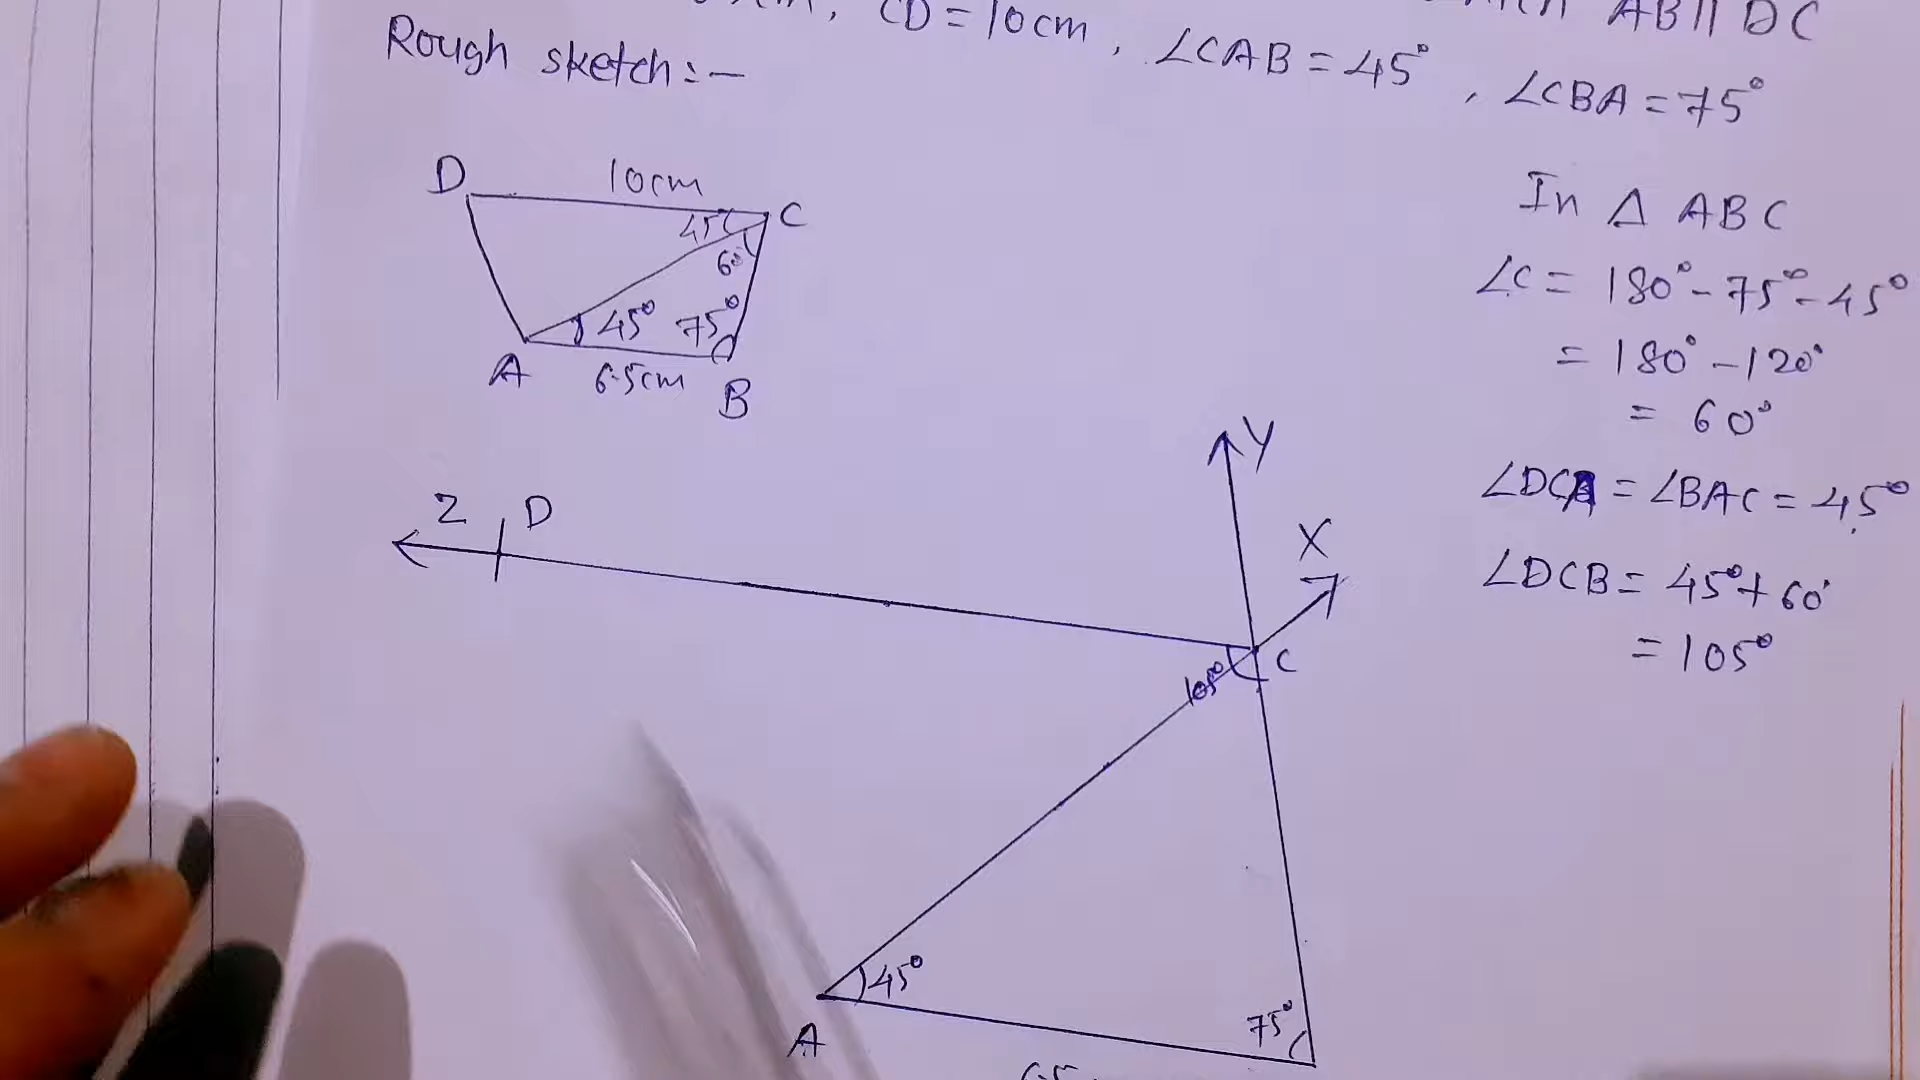 CD = 10cm, ∠CAB = 45°, AB || DC
Rough sketch :-
, ∠CBA = 75°
D 10cm C
45
60
45° 75°
A 6.5cm B
In △ ABC
∠C = 180° - 75° - 45°
= 180° - 120°
= 60°
∠DCA = ∠BAC = 45°
∠DCB = 45° + 60°
= 105°
Y
Z D
X
105° C
45°
75°
A